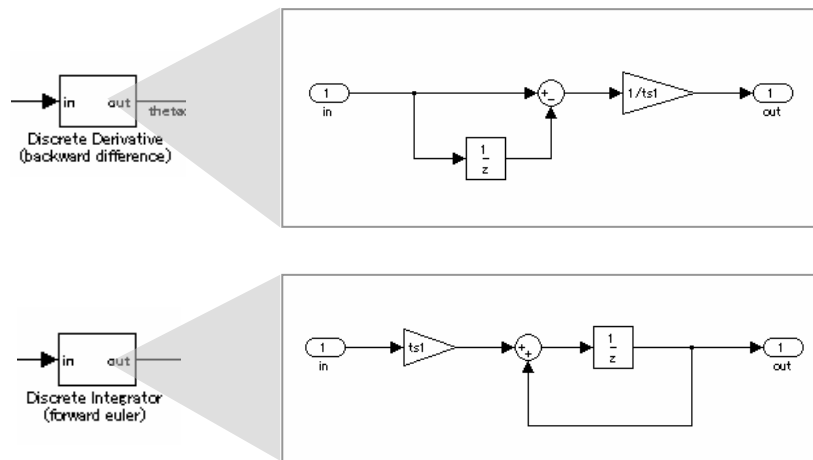 in out
thetax
Discrete Derivative
(backward difference)
1
in
+
-
1/ts1
1
out
1
z
in out
Discrete Integrator
(forward euler)
1
in
ts1
+
+
1
z
1
out